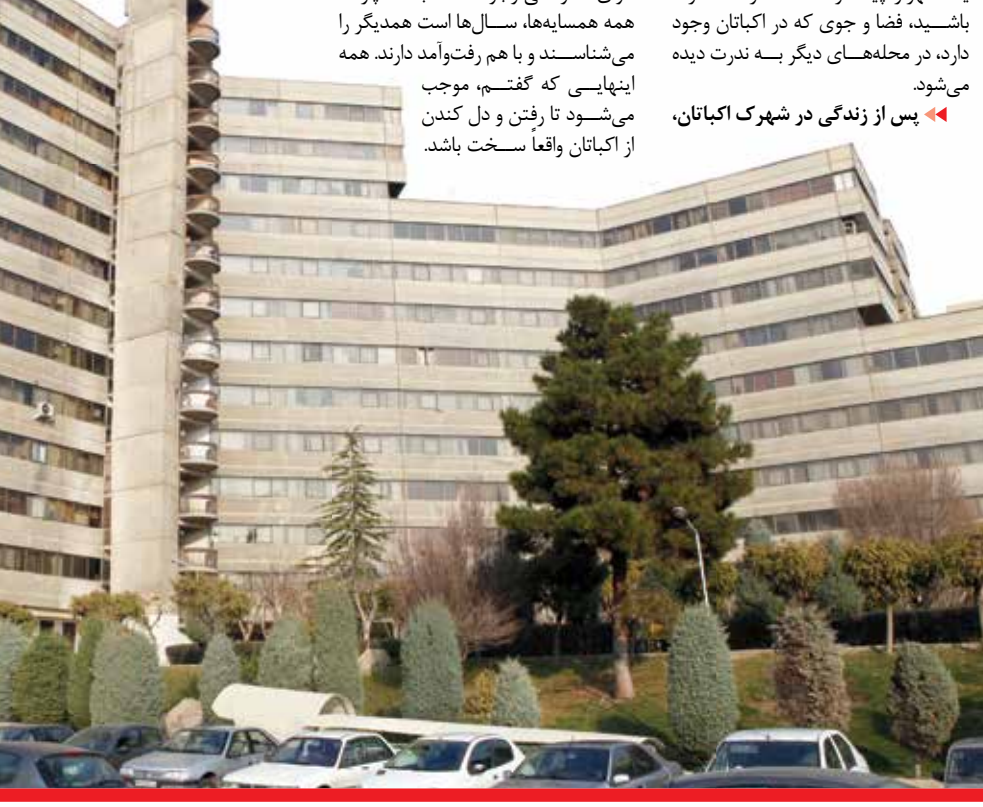 باشید، فضا و جوی که در اکباتان وجود
دارد، در محله‌های دیگر به ندرت دیده
می‌شود.
پس از زندگی در شهرک اکباتان،
همه همسایه‌ها، سال‌ها است همدیگر را
می‌شناسند و با هم رفت‌وآمد دارند. همه
اینهایی که گفتم، موجب
می‌شود تا رفتن و دل کندن
از اکباتان واقعاً سخت باشد.